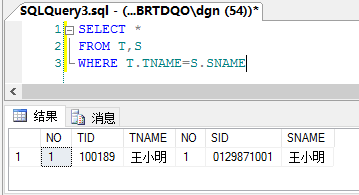 SQLQuery3.sql - (...BRTDQO\dgn (54))*
1 SELECT *
2 FROM T,S
3 WHERE T.TNAME=S.SNAME
结果 消息
NO TID TNAME NO SID SNAME
1 1 100189 王小明 1 0129871001 王小明